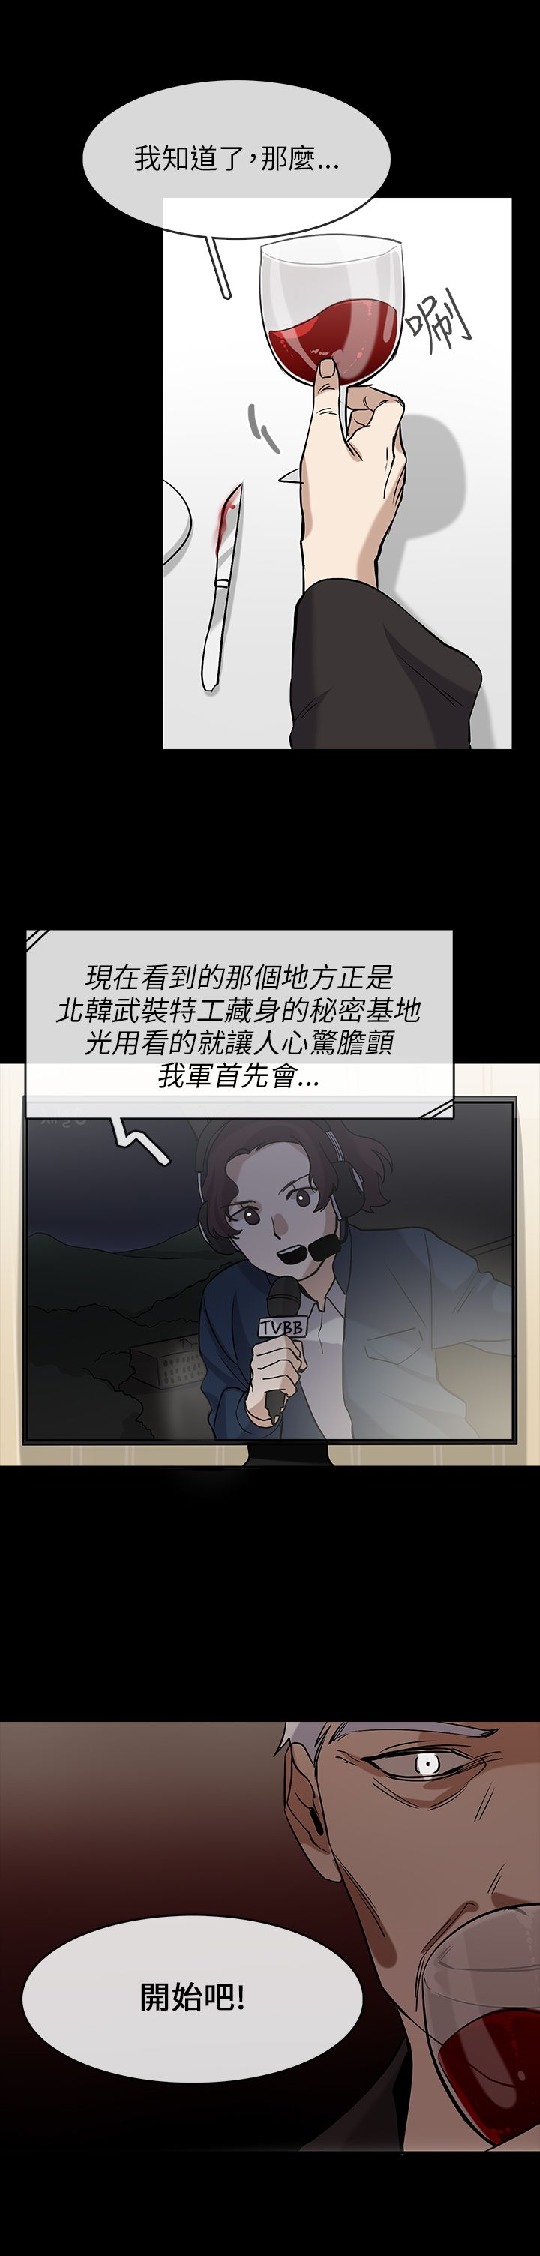 我知道了，那麼...
唰
現在看到的那個地方正是
北韓武裝特工藏身的秘密基地
光用看的就讓人心驚膽顫
我軍首先會...
TVBB
開始吧!